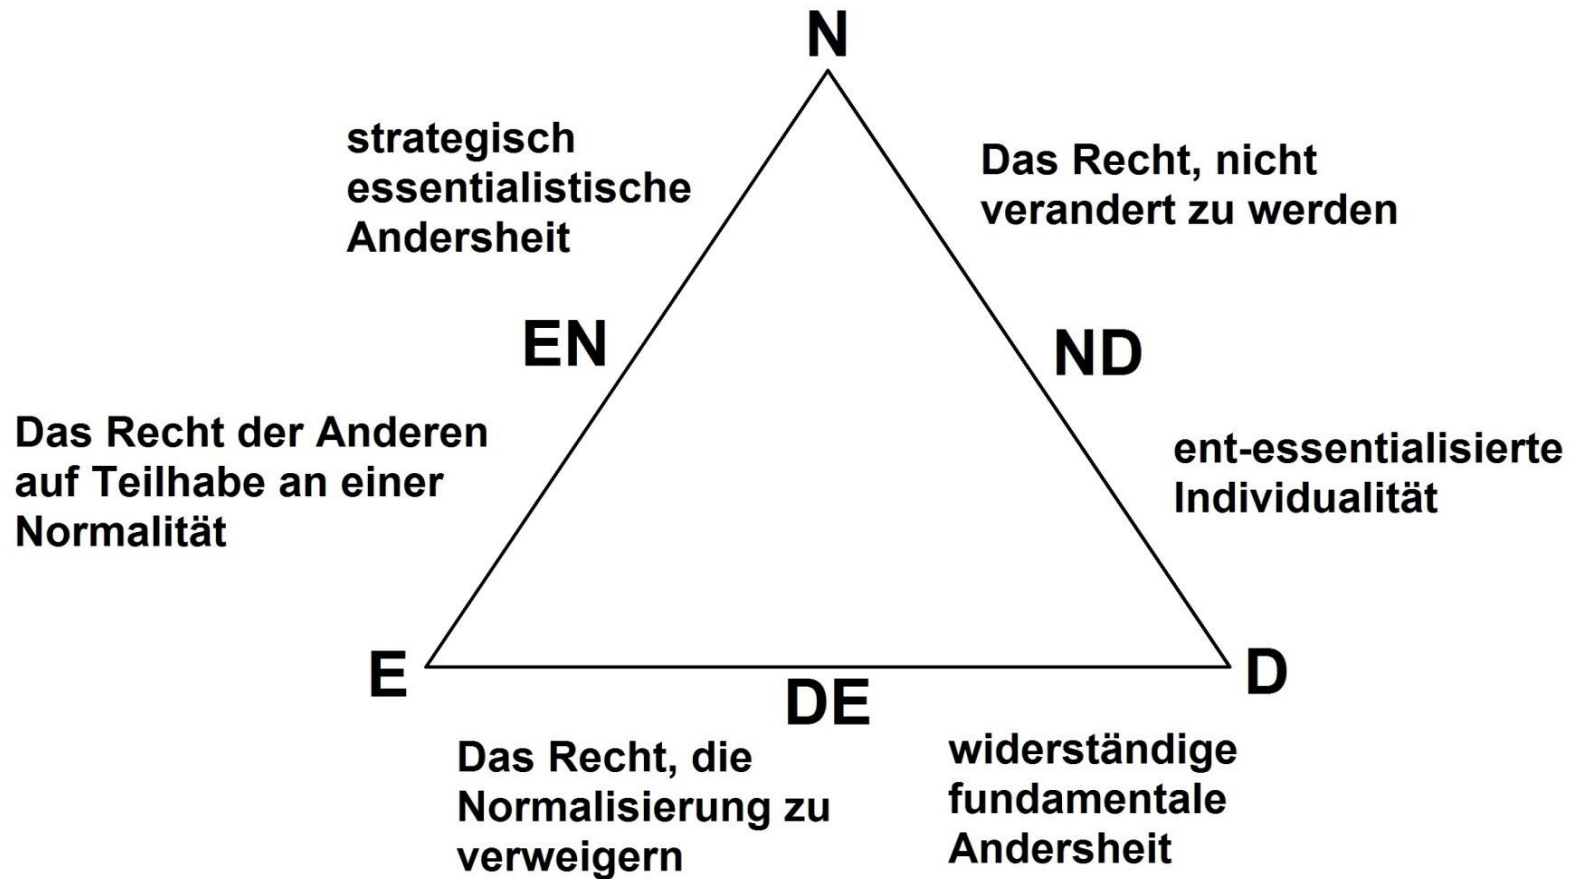 N
strategisch
essentialistische
Andersheit
Das Recht, nicht
verandert zu werden
EN
ND
Das Recht der Anderen
auf Teilhabe an einer
Normalität
ent-essentialisierte
Individualität
E
DE
D
Das Recht, die
Normalisierung zu
verweigern
widerständige
fundamentale
Andersheit